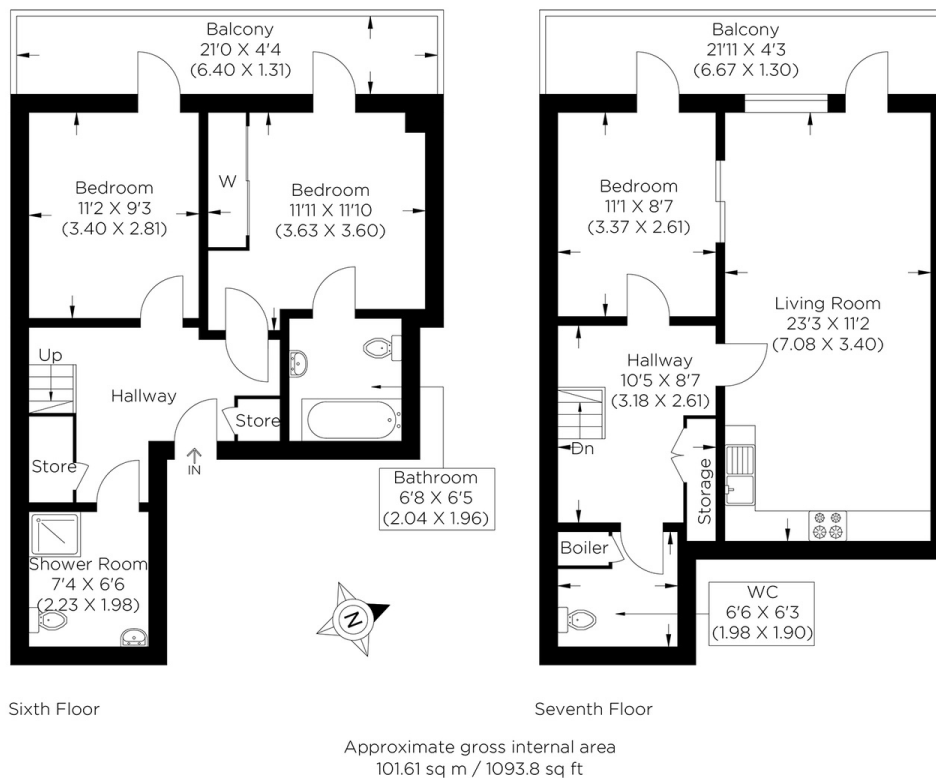 Balcony
21'0 X 4'4
(6.40 X 1.31)
Bedroom
11'2 X 9'3
(3.40 X 2.81)
W
Bedroom
11'11 X 11'10
(3.63 X 3.60)
Up
Hallway
Store
IN
Store
Bathroom
6'8 X 6'5
(2.04 X 1.96)
Shower Room
7'4 X 6'6
(2.23 X 1.98)
N
Sixth Floor
Balcony
21'11 X 4'3
(6.67 X 1.30)
Bedroom
11'1 X 8'7
(3.37 X 2.61)
Living Room
23'3 X 11'2
(7.08 X 3.40)
Hallway
10'5 X 8'7
(3.18 X 2.61)
Dn
Storage
Boiler
WC
6'6 X 6'3
(1.98 X 1.90)
Seventh Floor
Approximate gross internal area
101.61 sq m / 1093.8 sq ft